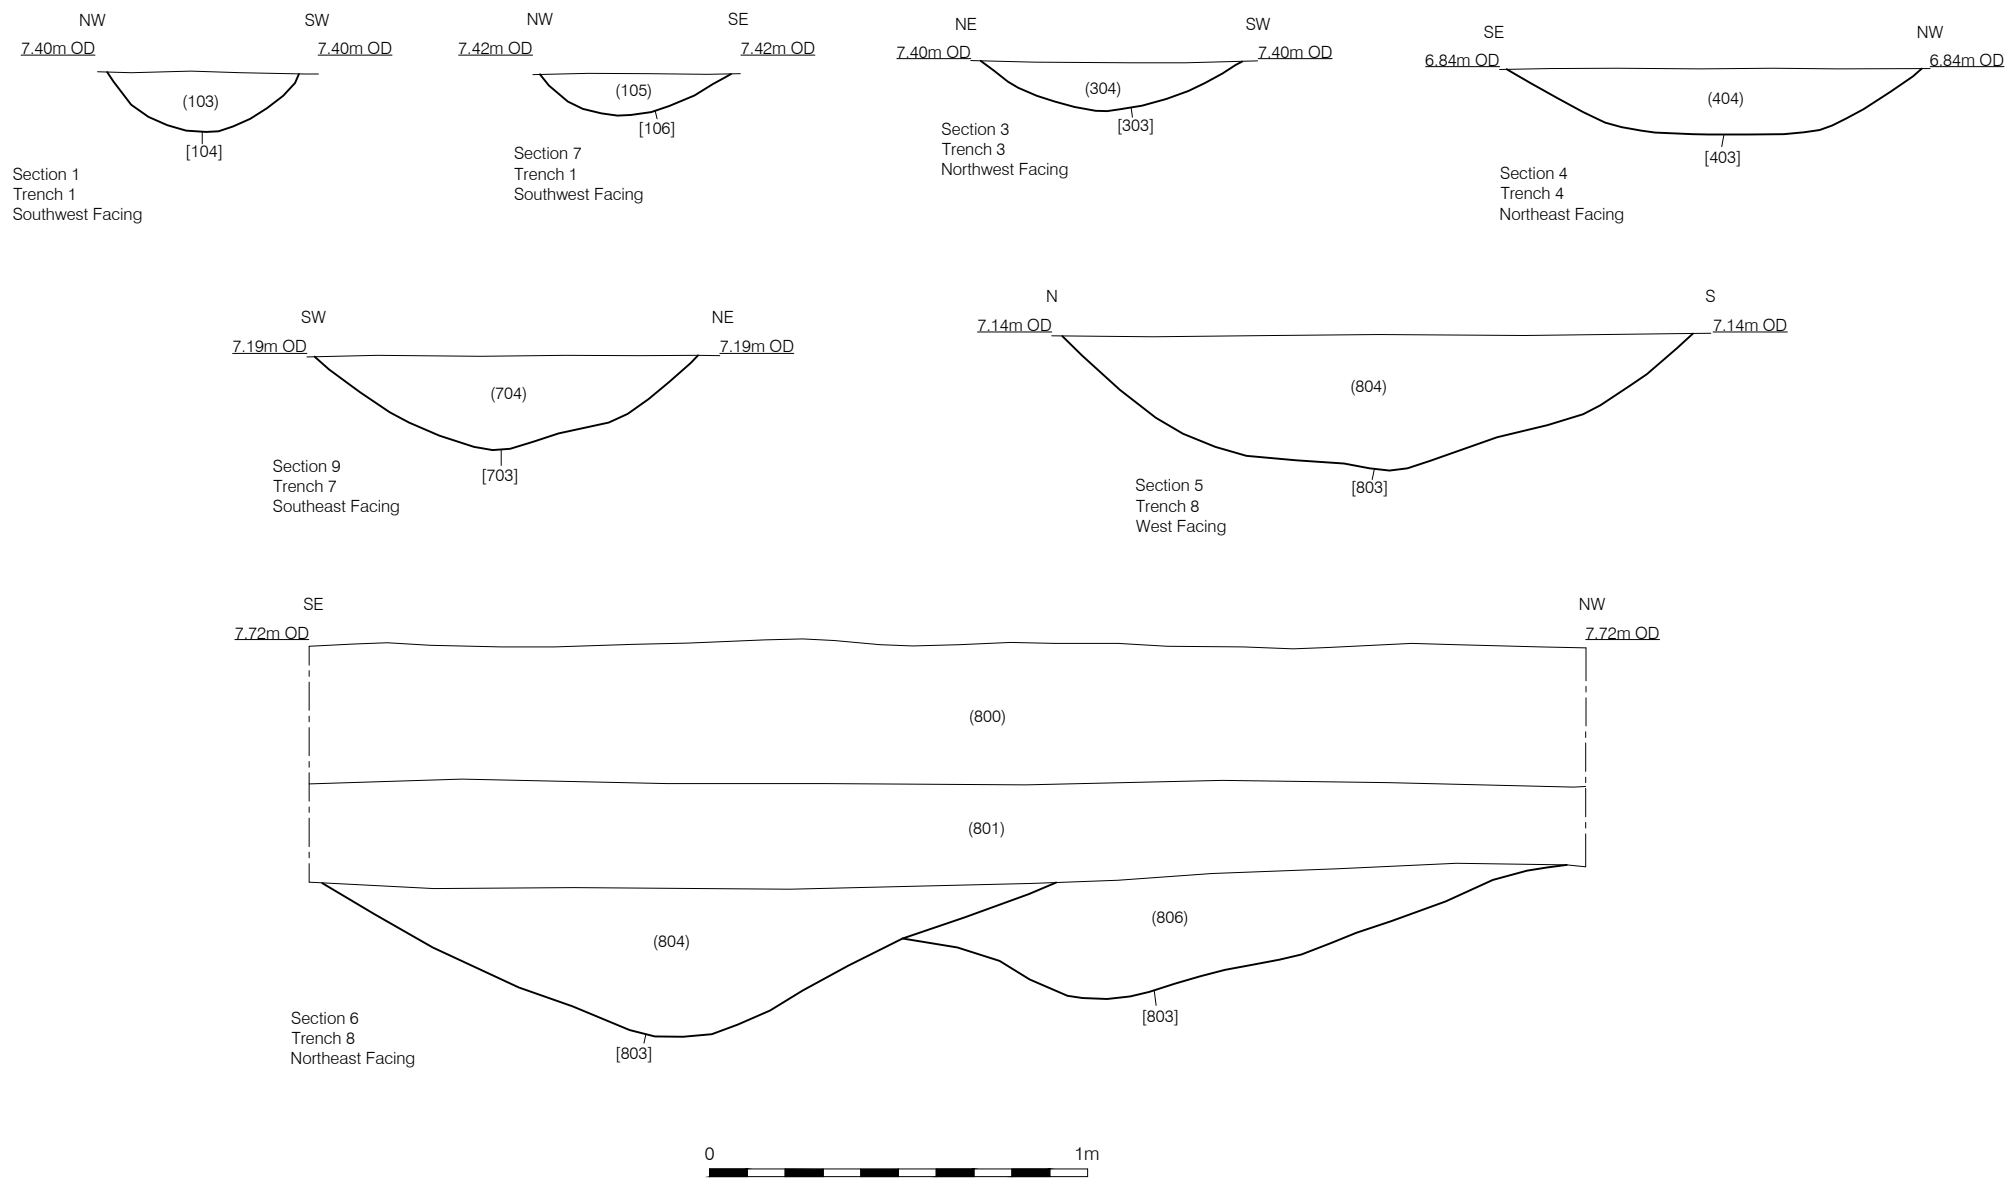 NW
SW
7.40m OD
7.40m OD
(103)
[104]
Section 1
Trench 1
Southwest Facing
NW
SE
7.42m OD
7.42m OD
(105)
[106]
Section 7
Trench 1
Southwest Facing
NE
SW
7.40m OD
7.40m OD
(304)
[303]
Section 3
Trench 3
Northwest Facing
SE
NW
6.84m OD
6.84m OD
(404)
[403]
Section 4
Trench 4
Northeast Facing
SW
NE
7.19m OD
7.19m OD
(704)
[703]
Section 9
Trench 7
Southeast Facing
N
S
7.14m OD
7.14m OD
(804)
[803]
Section 5
Trench 8
West Facing
SE
NW
7.72m OD
7.72m OD
(800)
(801)
(804)
(806)
[803]
[803]
Section 6
Trench 8
Northeast Facing
0
1m